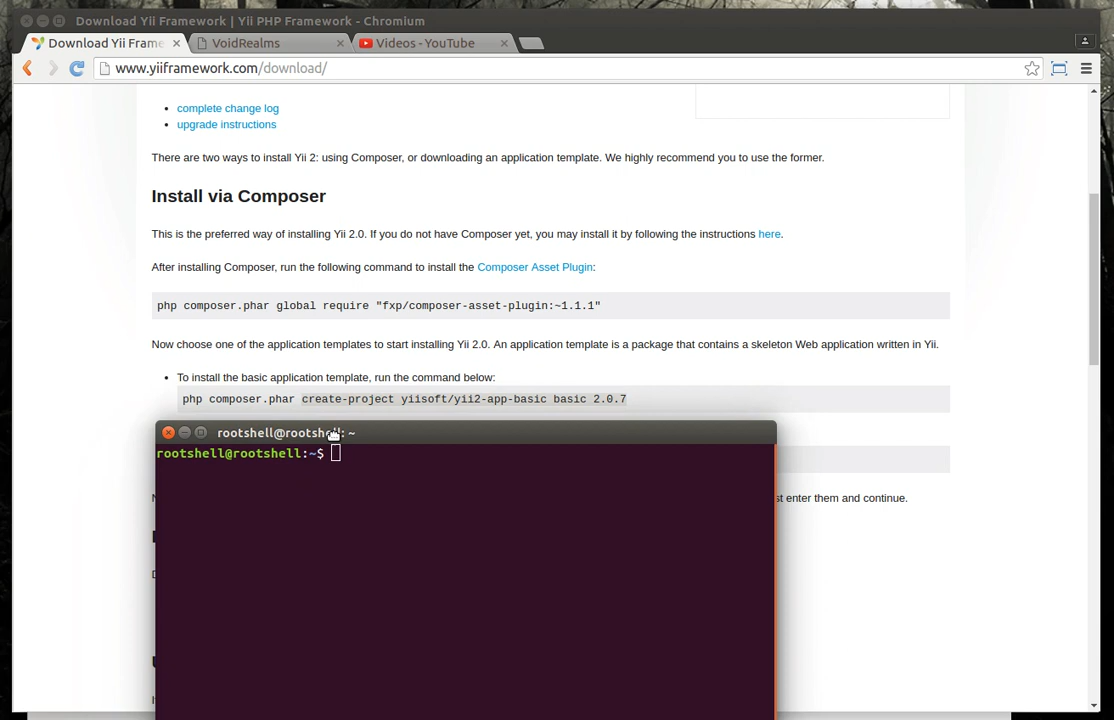 Download Yii Framework | Yii PHP Framework - Chromium
Download Yii Frame
VoidRealms
Videos - YouTube
www.yiiframework.com/download/
complete change log
upgrade instructions
There are two ways to install Yii 2: using Composer, or downloading an application template. We highly recommend you to use the former.
Install via Composer
This is the preferred way of installing Yii 2.0. If you do not have Composer yet, you may install it by following the instructions here.
After installing Composer, run the following command to install the Composer Asset Plugin:
php composer.phar global require "fxp/composer-asset-plugin:~1.1.1"
Now choose one of the application templates to start installing Yii 2.0. An application template is a package that contains a skeleton Web application written in Yii.
To install the basic application template, run the command below:
php composer.phar create-project yiisoft/yii2-app-basic basic 2.0.7
rootshell@rootshell: ~
rootshell@rootshell:~$
enter them and continue.